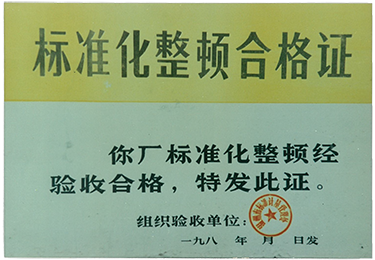 标准化整顿合格证
你厂标准化整顿经
验收合格，特发此证。
组织验收单位：
一九八 年 月 日发